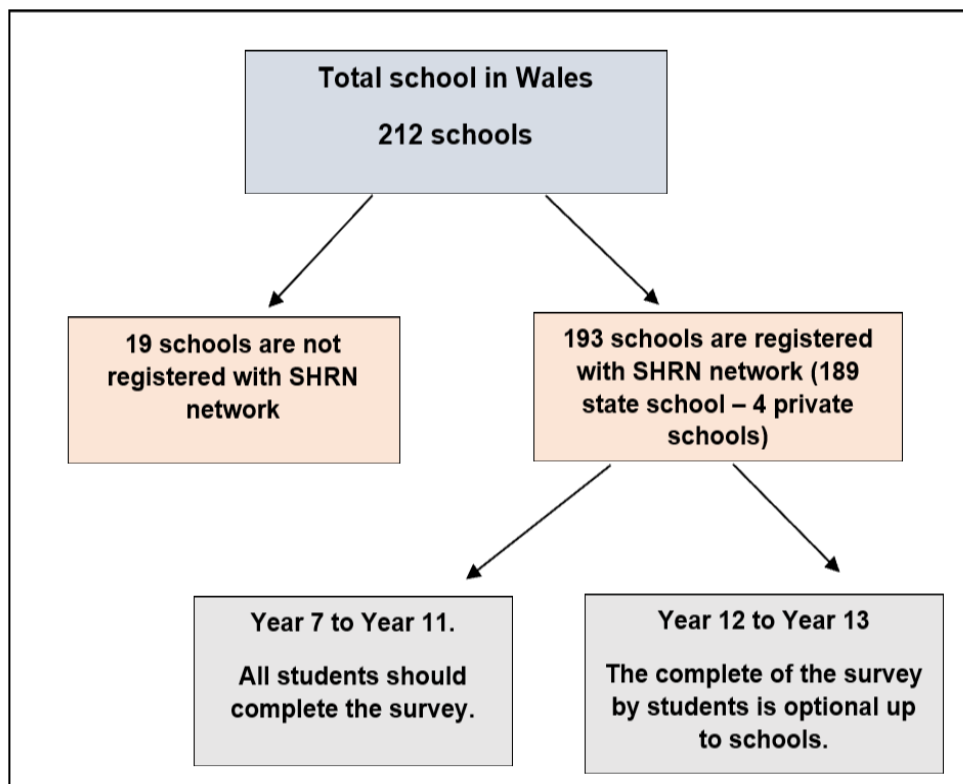 Total school in Wales
212 schools
19 schools are not
registered with SHRN
network
193 schools are registered
with SHRN network (189
state school – 4 private
schools)
Year 7 to Year 11.
All students should
complete the survey.
Year 12 to Year 13
The complete of the survey
by students is optional up
to schools.